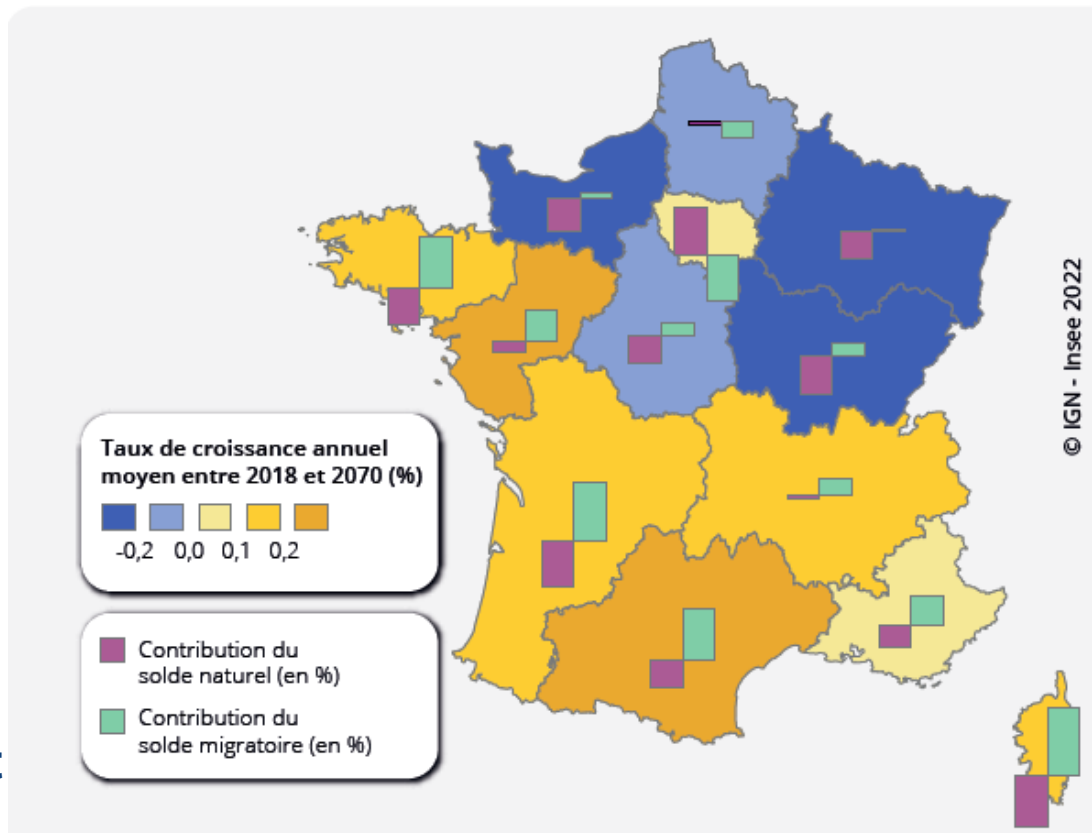 Taux de croissance annuel
moyen entre 2018 et 2070 (%)
-0,2 0,0 0,1 0,2
Contribution du
solde naturel (en %)
Contribution du
solde migratoire (en %)
© IGN - Insee 2022